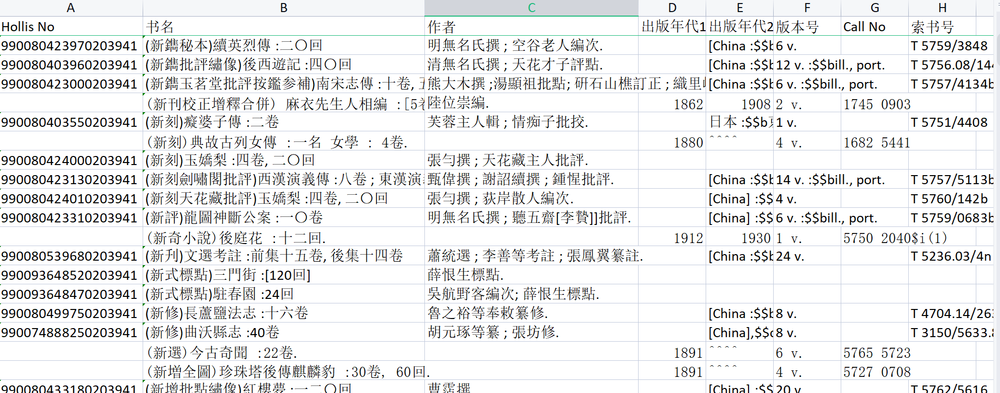 A B C D E F G H
Hollis No 书名 作者 出版年代1 出版年代2 版本号 Call No 索书号
990080423970203941 (新鐫秘本)續英烈傳 :二〇回 明無名氏撰 ; 空谷老人編次. [China :$$b 6 v. T 5759/3848
990080403960203941 (新鐫批評繡像)後西遊記 :四〇回 清無名氏撰 ; 天花才子評點. [China :$$b 12 v. :$$bill., port. T 5756.08/144
990080423000203941 (新鐫玉茗堂批評按鑑参補)南宋志傳 :十卷, 五 熊大木撰 ;湯顯祖批點; 研石山樵訂正 ; 織里 [China :$$b 6 v. :$$bill., port. T 5757/4134b
(新刊校正增釋合併) 麻衣先生人相編 :[5卷 陸位崇編. 1862 1908 2 v. 1745 0903
990080403550203941 (新刻)癡婆子傳 :二卷 芙蓉主人輯 ; 情痴子批挍. 日本 :$$b 1 v. T 5751/4408
(新刻)典故古列女傳 :一名 女學 : 4卷. 1880 ^^^^ 4 v. 1682 5441
990080424000203941 (新刻)玉嬌梨 :四卷, 二〇回 張勻撰 ; 天花藏主人批評.
990080423130203941 (新刻劍嘯閣批評)西漢演義傳 :八卷 ; 東漢演 甄偉撰 ; 謝詔續撰 ; 鍾惺批評. [China :$$b 14 v. :$$bill., port. T 5757/5113b
990080424010203941 (新刻天花藏批評)玉嬌梨 :四卷, 二〇回 張勻撰 ; 荻岸散人編次. [China] :$$ 4 v. T 5760/142b
990080423310203941 (新評)龍圖神斷公案 :一〇卷 明無名氏撰 ; 聽五齋[李贄]]批評. [China] :$$ 6 v. :$$bill., port. T 5759/0683b
(新奇小說)後庭花 :十二回. 1912 1930 1 v. 5750 2040$i(1)
990080539680203941 (新刋)文選考註 :前集十五卷, 後集十四卷 蕭統選 ; 李善等考註 ; 張鳳翼纂註. [China :$$b 24 v. T 5236.03/4n
990093648520203941 (新式標點)三門街 :[120回] 薛恨生標點.
990093648470203941 (新式標點)駐春園 :24回 吳航野客編次; 薛恨生標點.
990080499750203941 (新修)長蘆鹽法志 :十六卷 魯之裕等奉敕纂修. [China :$$b 8 v. T 4704.14/263
990074888250203941 (新修)曲沃縣志 :40卷 胡元琢等纂 ; 張坊修. [China],$$c 8 v. T 3150/5633.8
(新選)今古奇聞 :22卷. 1891 ^^^^ 6 v. 5765 5723
(新增全圖)珍珠塔後傳麒麟豹 :30卷, 60回. 1891 ^^^^ 4 v. 5727 0708
990080433180203941 (新增批點繡像)紅樓夢 :一二〇回 曹霑撰 [China] :$$ 20 v. T 5762/5616